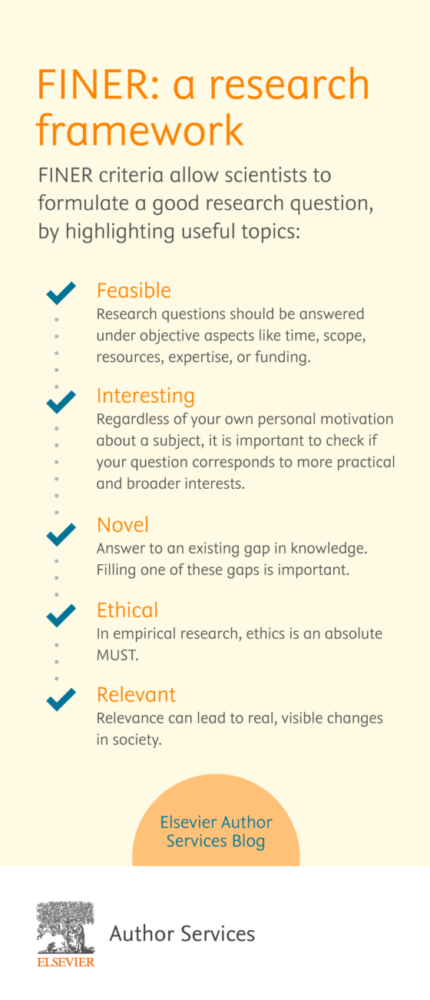 FINER: a research
framework
FINER criteria allow scientists to
formulate a good research question,
by highlighting useful topics:
Feasible
Research questions should be answered
under objective aspects like time, scope,
resources, expertise, or funding.
Interesting
Regardless of your own personal motivation
about a subject, it is important to check if
your question corresponds to more practical
and broader interests.
Novel
Answer to an existing gap in knowledge.
Filling one of these gaps is important.
Ethical
In empirical research, ethics is an absolute
MUST.
Relevant
Relevance can lead to real, visible changes
in society.
Elsevier Author
Services Blog
Author Services
ELSEVIER